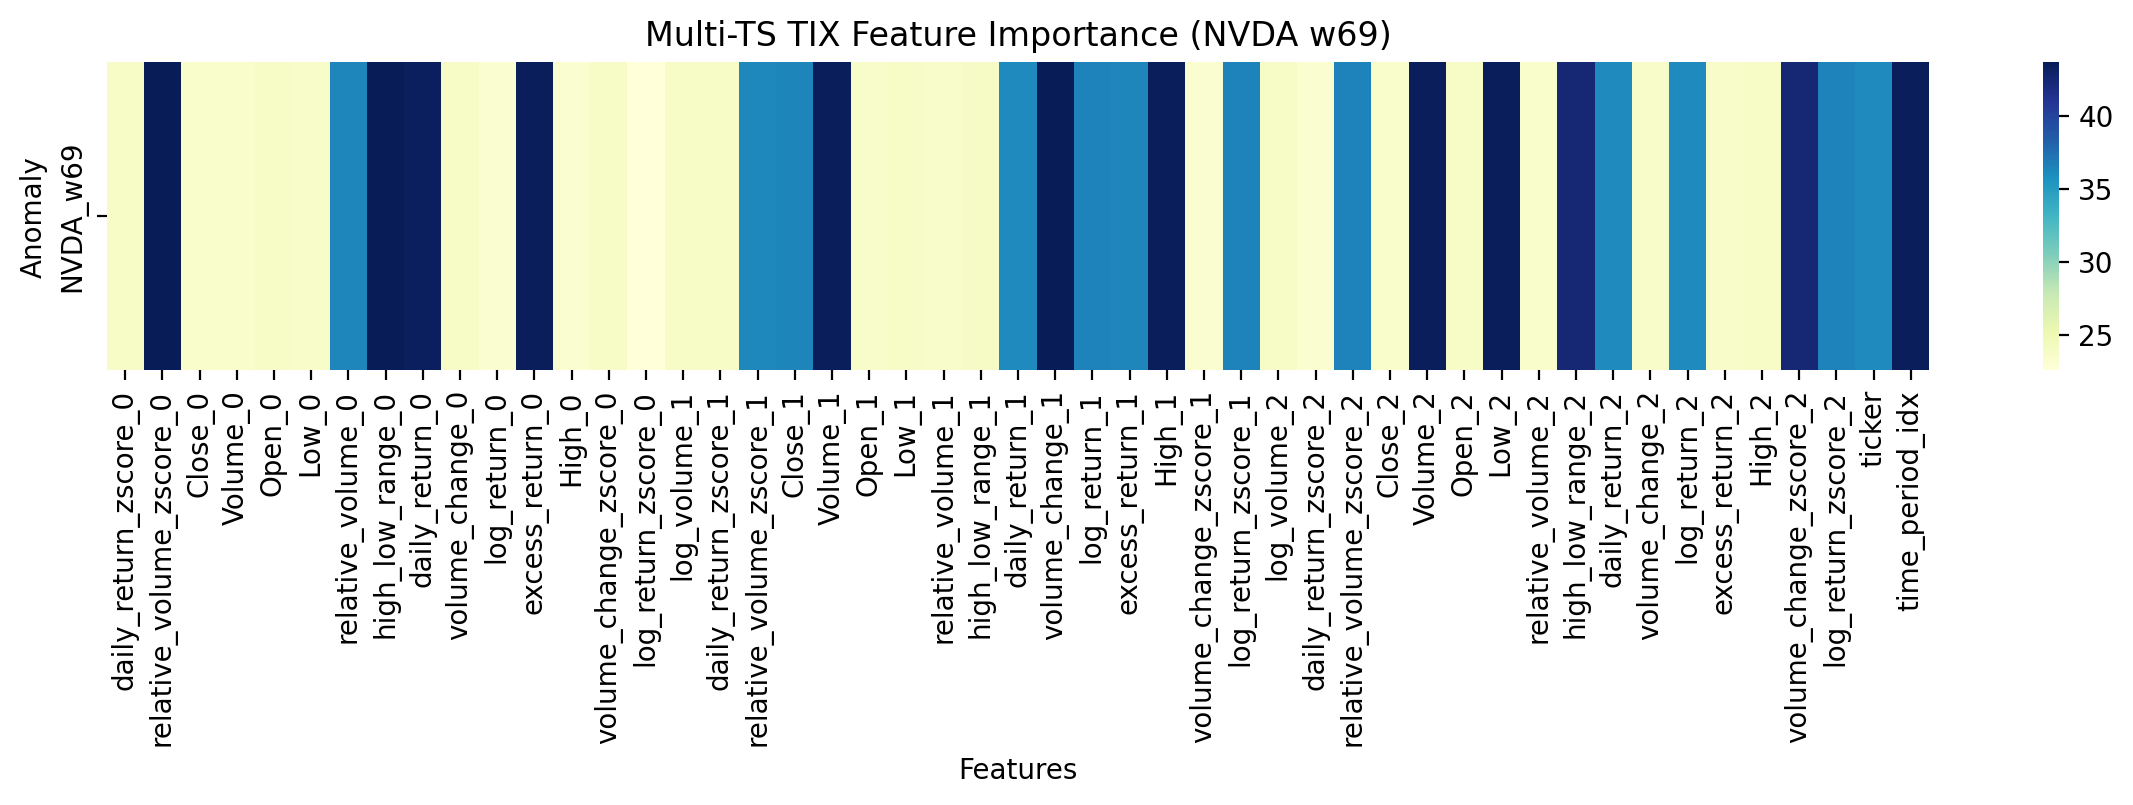 Multi-TS TIX Feature Importance (NVDA w69)
Anomaly
NVDA_w69
40
35
30
25
daily_return_zscore_0
relative_volume_zscore_0
Close_0
Volume_0
Open_0
Low_0
relative_volume_0
high_low_range_0
daily_return_0
volume_change_0
log_return_0
excess_return_0
High_0
volume_change_zscore_0
log_return_zscore_0
log_volume_1
daily_return_zscore_1
relative_volume_zscore_1
Close_1
Volume_1
Open_1
Low_1
relative_volume_1
high_low_range_1
daily_return_1
volume_change_1
log_return_1
excess_return_1
High_1
volume_change_zscore_1
log_return_zscore_1
log_volume_2
daily_return_zscore_2
relative_volume_zscore_2
Close_2
Volume_2
Open_2
Low_2
relative_volume_2
high_low_range_2
daily_return_2
volume_change_2
log_return_2
excess_return_2
High_2
volume_change_zscore_2
log_return_zscore_2
ticker
time_period_idx
Features